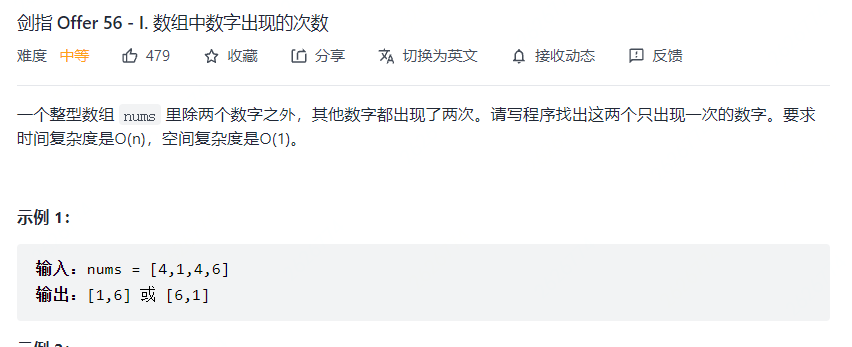 剑指 Offer 56 - I. 数组中数字出现的次数
难度 中等 479 收藏 分享 切换为英文 接收动态 反馈
一个整型数组 nums 里除两个数字之外，其他数字都出现了两次。请写程序找出这两个只出现一次的数字。要求
时间复杂度是O(n)，空间复杂度是O(1)。
示例 1：
输入：nums = [4,1,4,6]
输出：[1,6] 或 [6,1]